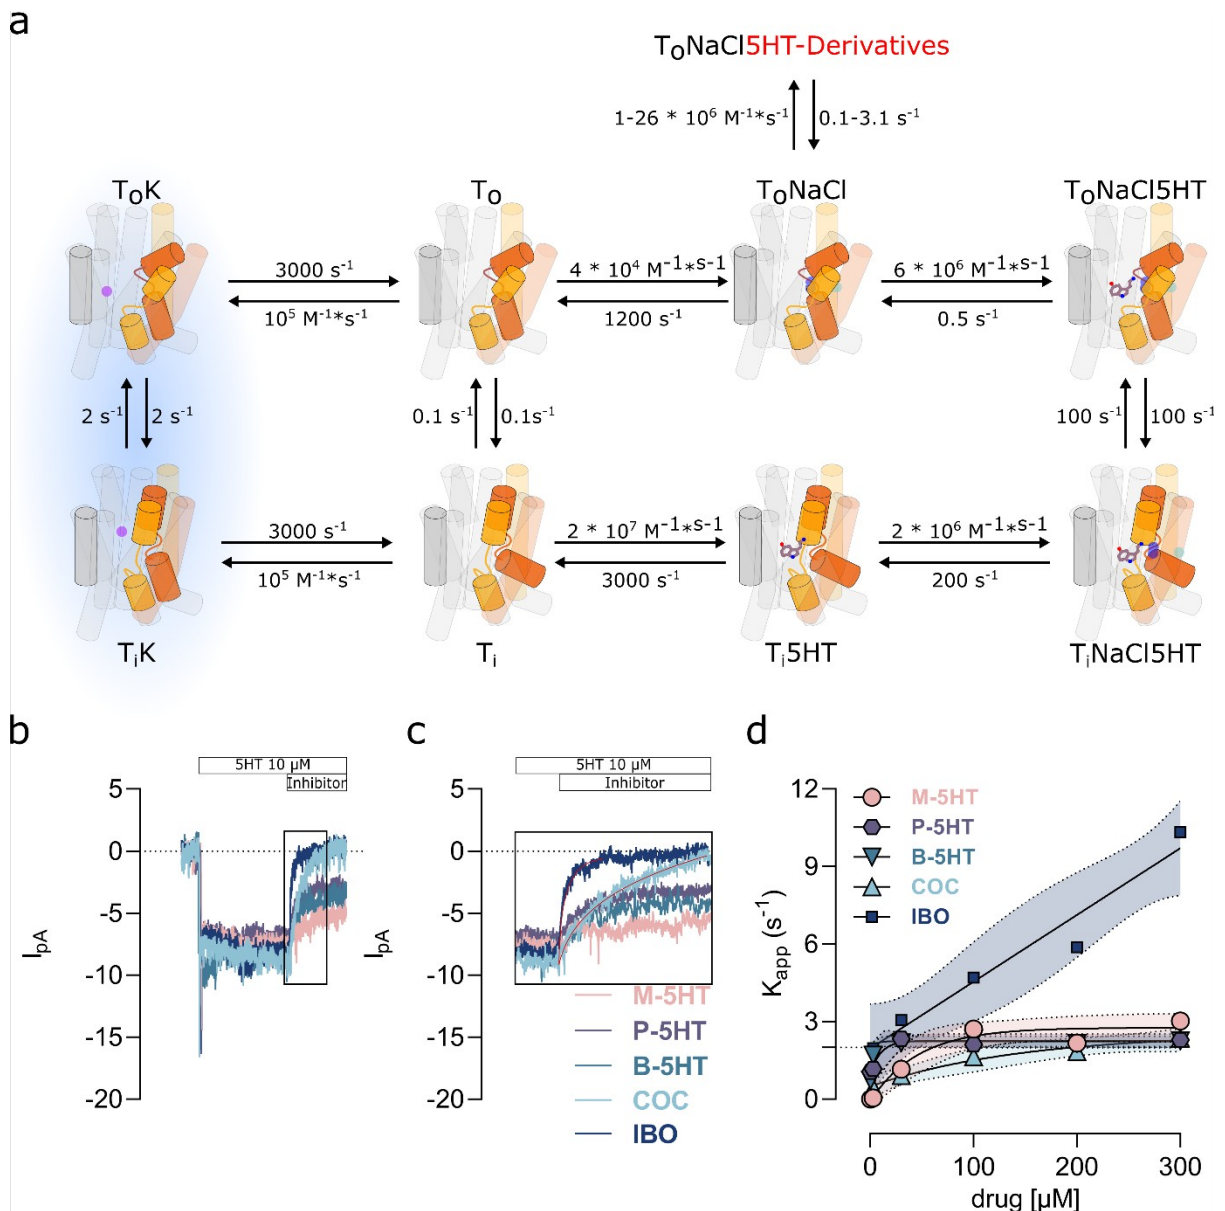 a
TₒNaCl5HT-Derivatives
1-26 * 10⁶ M⁻¹*s⁻¹ 0.1-3.1 s⁻¹
TₒK Tₒ TₒNaCl TₒNaCl5HT
3000 s⁻¹ 4 * 10⁴ M⁻¹*s⁻¹ 6 * 10⁶ M⁻¹*s⁻¹
10⁵ M⁻¹*s⁻¹ 1200 s⁻¹ 0.5 s⁻¹
2 s⁻¹ 2 s⁻¹ 0.1 s⁻¹ 0.1s⁻¹ 100 s⁻¹ 100 s⁻¹
3000 s⁻¹ 2 * 10⁷ M⁻¹*s⁻¹ 2 * 10⁶ M⁻¹*s⁻¹
10⁵ M⁻¹*s⁻¹ 3000 s⁻¹ 200 s⁻¹
TᵢK Tᵢ Tᵢ5HT TᵢNaCl5HT
b
5HT 10 µM
Inhibitor
5
0
-5
-10
-15
-20
I_pA
c
5HT 10 µM
Inhibitor
5
0
-5
-10
-15
-20
I_pA
M-5HT
P-5HT
B-5HT
COC
IBO
d
12
9
6
3
0
K_app (s⁻¹)
M-5HT
P-5HT
B-5HT
COC
IBO
0 100 200 300
drug [µM]